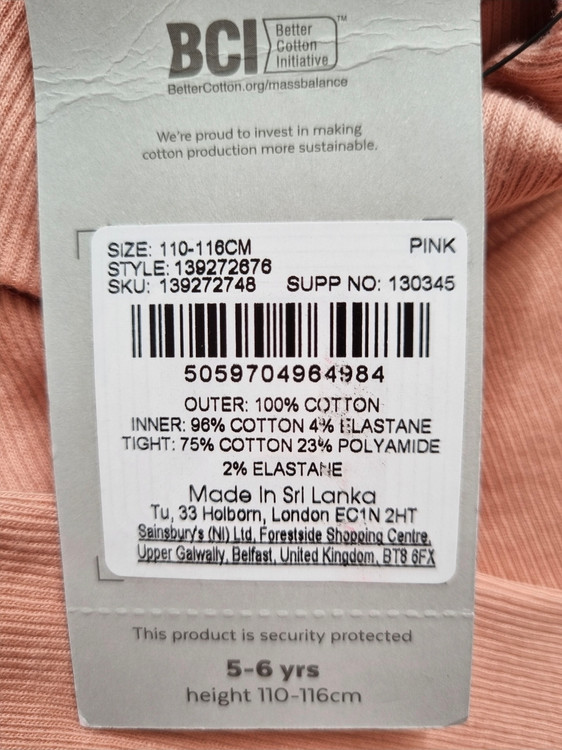 BCI Better Cotton Initiative™
BetterCotton.org/massbalance
We're proud to invest in making
cotton production more sustainable.
SIZE: 110-116CM PINK
STYLE: 139272676
SKU: 139272748 SUPP NO: 130345
5059704964984
OUTER: 100% COTTON
INNER: 96% COTTON 4% ELASTANE
TIGHT: 75% COTTON 23% POLYAMIDE
2% ELASTANE
Made in Sri Lanka
Tu, 33 Holborn, London EC1N 2HT
Sainsbury's (NI) Ltd, Forestside Shopping Centre,
Upper Galwally, Belfast, United Kingdom, BT8 6FX
This product is security protected
5-6 yrs
height 110-116cm